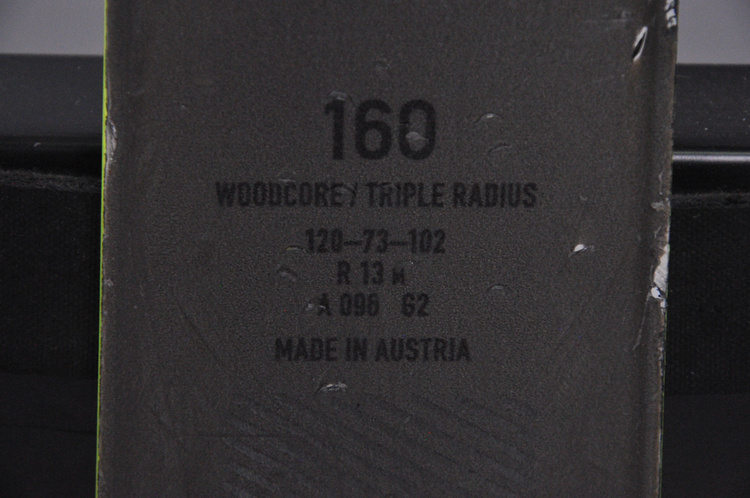 160
WOODCORE / TRIPLE RADIUS
120–73–102
R 13 M
A 096 62
MADE IN AUSTRIA